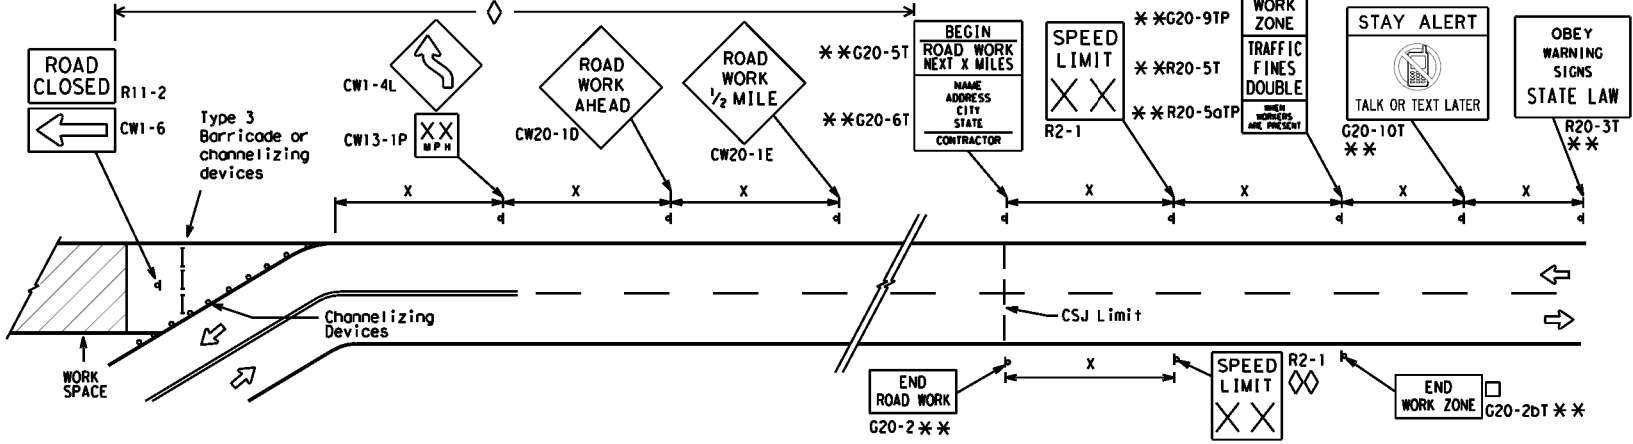 ROAD
CLOSED
R11-2
CW1-6
Type 3
Barricade or
channelizing
devices
CW1-4L
XX
MPH
CW13-1P
ROAD
WORK
AHEAD
CW20-1D
ROAD
WORK
1/2 MILE
CW20-1E
**G20-5T
**G20-6T
BEGIN
ROAD WORK
NEXT X MILES
NAME
ADDRESS
CITY
STATE
CONTRACTOR
SPEED
LIMIT
XX
R2-1
**G20-9TP
**R20-5T
**R20-5aTP
WORK
ZONE
TRAFFIC
FINES
DOUBLE
WHEN
WORKERS
ARE PRESENT
STAY ALERT
TALK OR TEXT LATER
G20-10T
**
OBEY
WARNING
SIGNS
STATE LAW
R20-3T
**
X
X
X
X
X
X
X
Channelizing
Devices
CSJ Limit
WORK
SPACE
X
END
ROAD WORK
G20-2**
SPEED
LIMIT
XX
R2-1
END
WORK ZONE
G20-2bT**